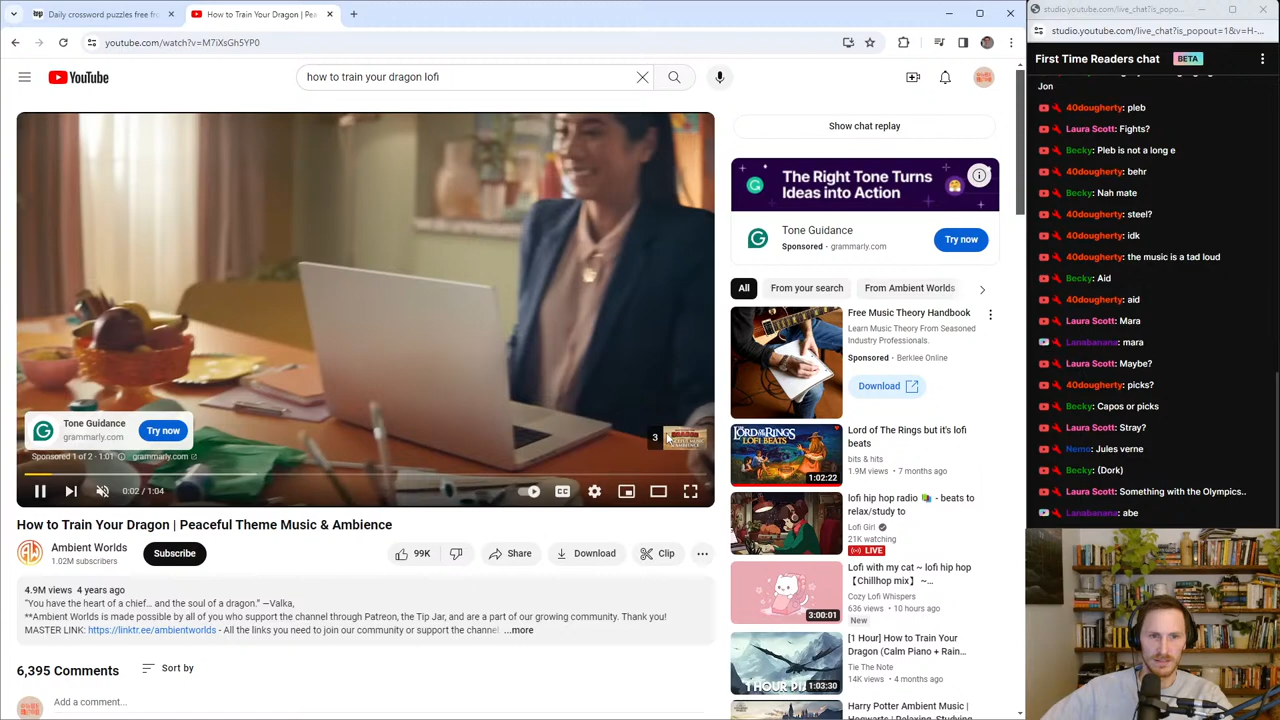 Daily crossword puzzles free fr
How to Train Your Dragon | Pea
studio.youtube.com/live_chat?is_po...
youtube.com/watch?v=M7iXsGh5YP0
studio.youtube.com/live_chat?is_popout=1&v=H-...
YouTube
how to train your dragon lofi
First Time Readers chat BETA
Jon
40dougherty: pleb
Laura Scott: Fights?
Becky: Pleb is not a long e
40dougherty: behr
Becky: Nah mate
40dougherty: steel?
40dougherty: idk
40dougherty: the music is a tad loud
Becky: Aid
40dougherty: aid
Laura Scott: Mara
Lanabanana: mara
Laura Scott: Maybe?
40dougherty: picks?
Becky: Capos or picks
Laura Scott: Stray?
Nemo: Jules verne
Becky: (Dork)
Laura Scott: Something with the Olympics..
Lanabanana: abe
Show chat replay
The Right Tone Turns
Ideas into Action
Tone Guidance
Sponsored · grammarly.com
Try now
All From your search From Ambient Worlds
Free Music Theory Handbook
Learn Music Theory From Seasoned
Industry Professionals.
Sponsored · Berklee Online
Download
THE LORD OF THE RINGS
LOFI BEATS
1:02:22
Lord of The Rings but it's lofi
beats
bits & hits
1.9M views • 7 months ago
lofi hip hop radio 📚 - beats to
relax/study to
Lofi Girl
21K watching
LIVE
3:00:01
Lofi with my cat ~ lofi hip hop
【Chillhop mix】 ~...
Cozy Lofi Whispers
636 views • 10 hours ago
New
1 HOUR
1:03:30
[1 Hour] How to Train Your
Dragon (Calm Piano + Rain...
Tie The Note
14K views • 4 months ago
Harry Potter Ambient Music |
Hogwarts | Relaxing, Studying
Tone Guidance
grammarly.com
Try now
3
Sponsored 1 of 2 · 1:01 grammarly.com
0:02 / 1:04
CC
How to Train Your Dragon | Peaceful Theme Music & Amb
Ambient Worlds
1.02M subscribers
Subscribe
99K
Share
Download
Clip
4.9M views 4 years ago
"You have the heart of a chief... and the soul of a dragon." —Valka,
**Ambient Worlds is made possible by all of you who support the channel through Patreon, the Tip Jar, and are a part of our growing community. Thank you!
MASTER LINK: https://linktr.ee/ambientworlds - All the links you need to join our community or support the channel ...more
6,395 Comments
Sort by
Add a comment...